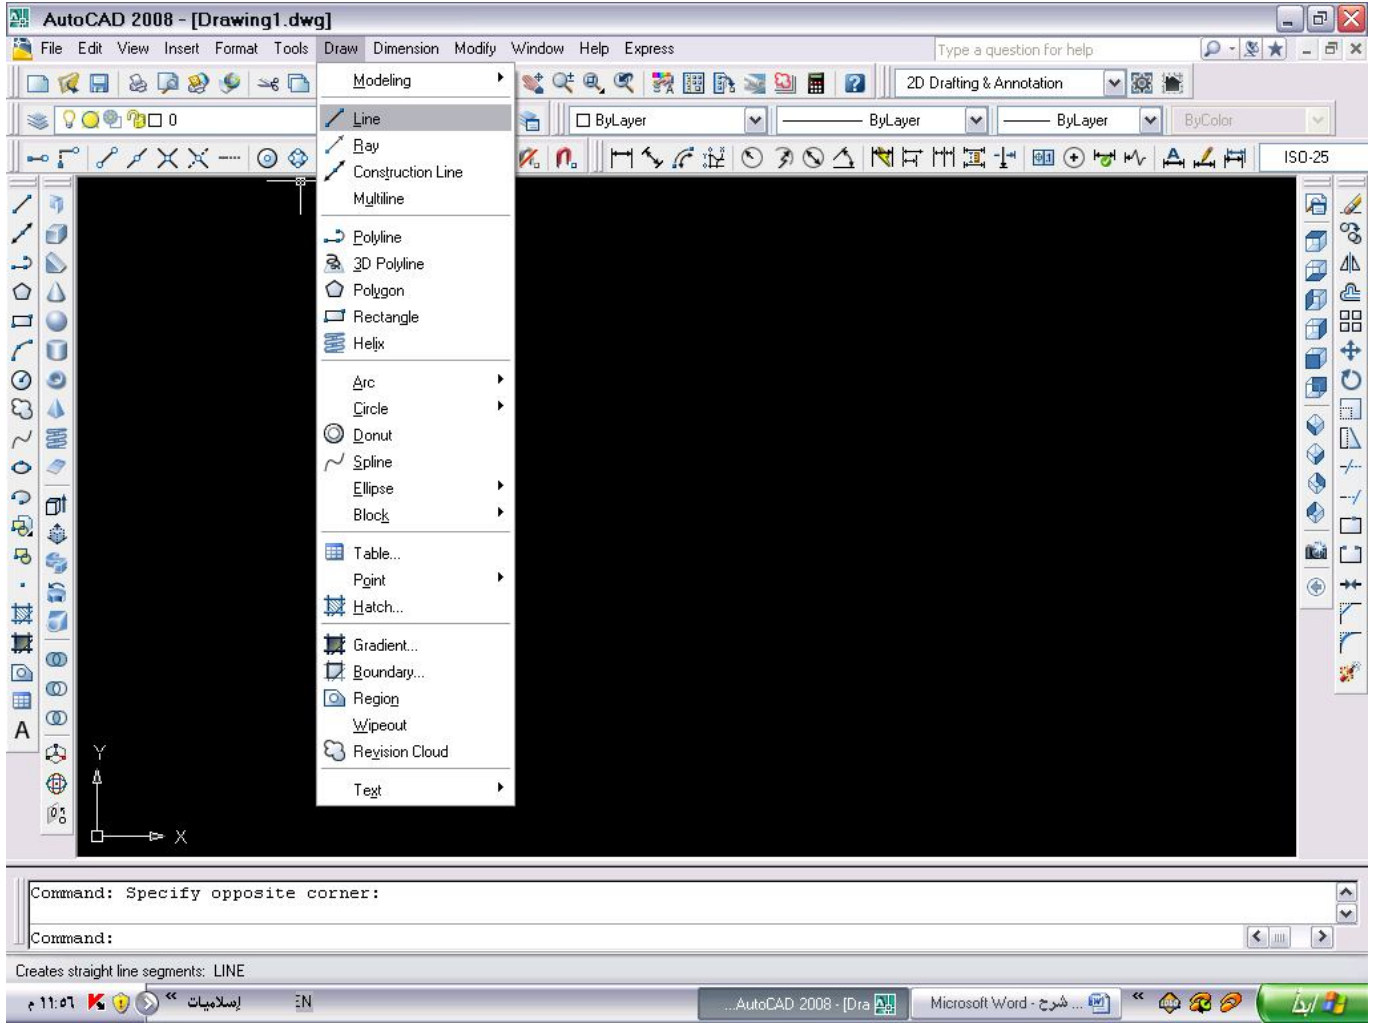 AutoCAD 2008 - [Drawing1.dwg]
File Edit View Insert Format Tools Draw Dimension Modify Window Help Express
Type a question for help
2D Drafting & Annotation
0
ByLayer
ByLayer
ByLayer
ByColor
ISO-25
Modeling
Line
Ray
Construction Line
Multiline
Polyline
3D Polyline
Polygon
Rectangle
Helix
Arc
Circle
Donut
Spline
Ellipse
Block
Table...
Point
Hatch...
Gradient...
Boundary...
Region
Wipeout
Revision Cloud
Text
A
Y
X
Command: Specify opposite corner:
Command:
Creates straight line segments: LINE
١١:٥٦ م
إسلاميات
EN
...AutoCAD 2008 - [Dra
Microsoft Word - شرح ...
ابدأ